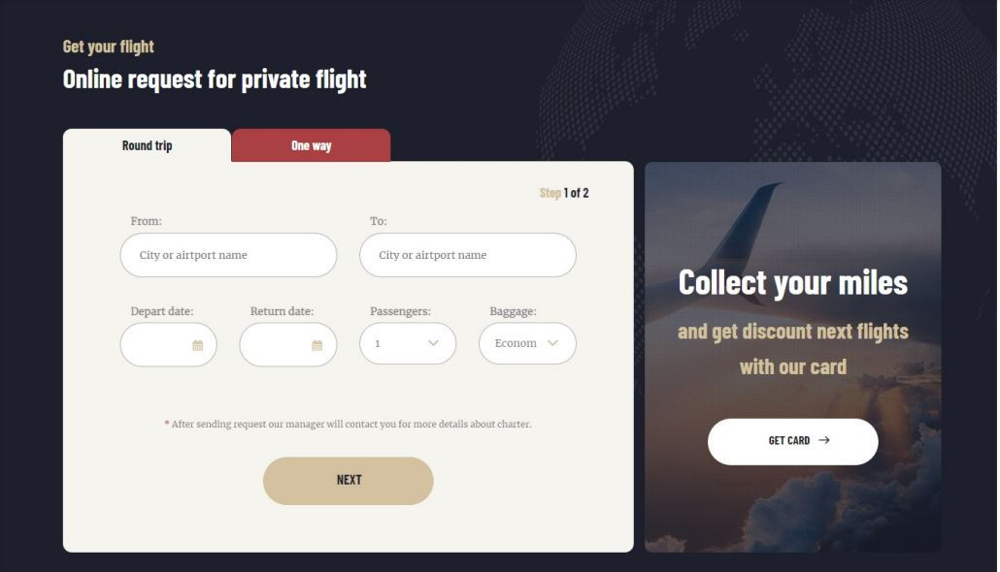 Get your flight
Online request for private flight
Round trip
One way
Step 1 of 2
From:
To:
City or airtport name
City or airtport name
Depart date:
Return date:
Passengers:
Baggage:
1
Econom
* After sending request our manager will contact you for more details about charter.
NEXT
Collect your miles
and get discount next flights
with our card
GET CARD →